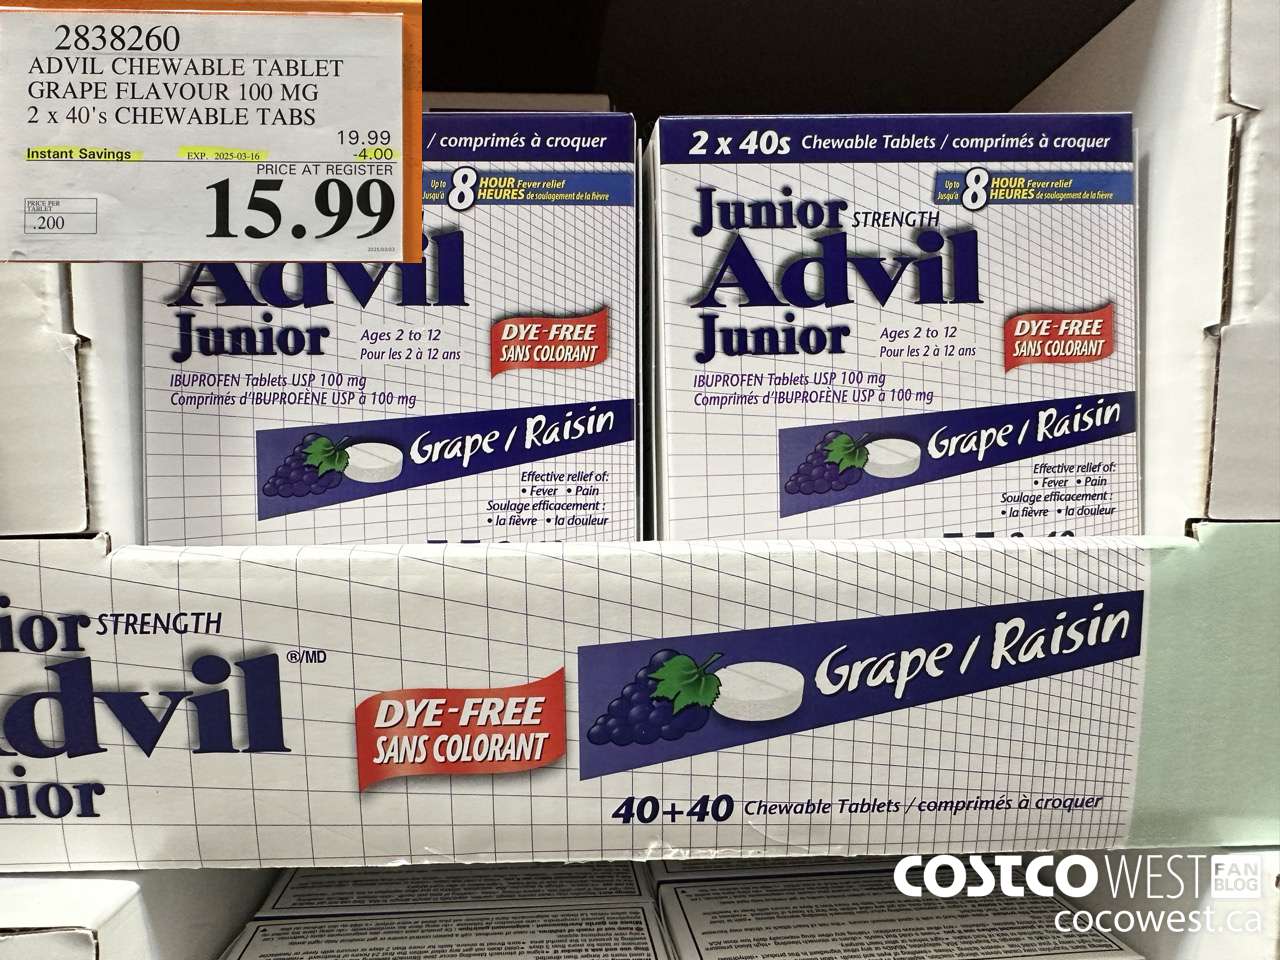 2838260
ADVIL CHEWABLE TABLET
GRAPE FLAVOUR 100 MG
2 x 40's CHEWABLE TABS
19.99
Instant Savings EXP. 2025-03-16 -4.00
PRICE AT REGISTER
15.99
PRICE PER TABLET
.200
2025/03/03
/ comprimés à croquer
Up to Jusqu'à 8 HOUR Fever relief
HEURES de soulagement de la fièvre
Advil
Junior
Ages 2 to 12
Pour les 2 à 12 ans
DYE-FREE
SANS COLORANT
IBUPROFEN Tablets USP 100 mg
Comprimés d'IBUPROFÈNE USP à 100 mg
Grape / Raisin
Effective relief of:
• Fever • Pain
Soulage efficacement :
• la fièvre • la douleur
2 x 40s Chewable Tablets / comprimés à croquer
Up to Jusqu'à 8 HOUR Fever relief
HEURES de soulagement de la fièvre
Junior STRENGTH
Advil
Junior
Ages 2 to 12
Pour les 2 à 12 ans
DYE-FREE
SANS COLORANT
IBUPROFEN Tablets USP 100 mg
Comprimés d'IBUPROFÈNE USP à 100 mg
Grape / Raisin
Effective relief of:
• Fever • Pain
Soulage efficacement :
• la fièvre • la douleur
ior STRENGTH
dvil ®/MD
ior
DYE-FREE
SANS COLORANT
Grape / Raisin
40+40 Chewable Tablets / comprimés à croquer
COSTCO WEST FAN BLOG
cocowest.ca